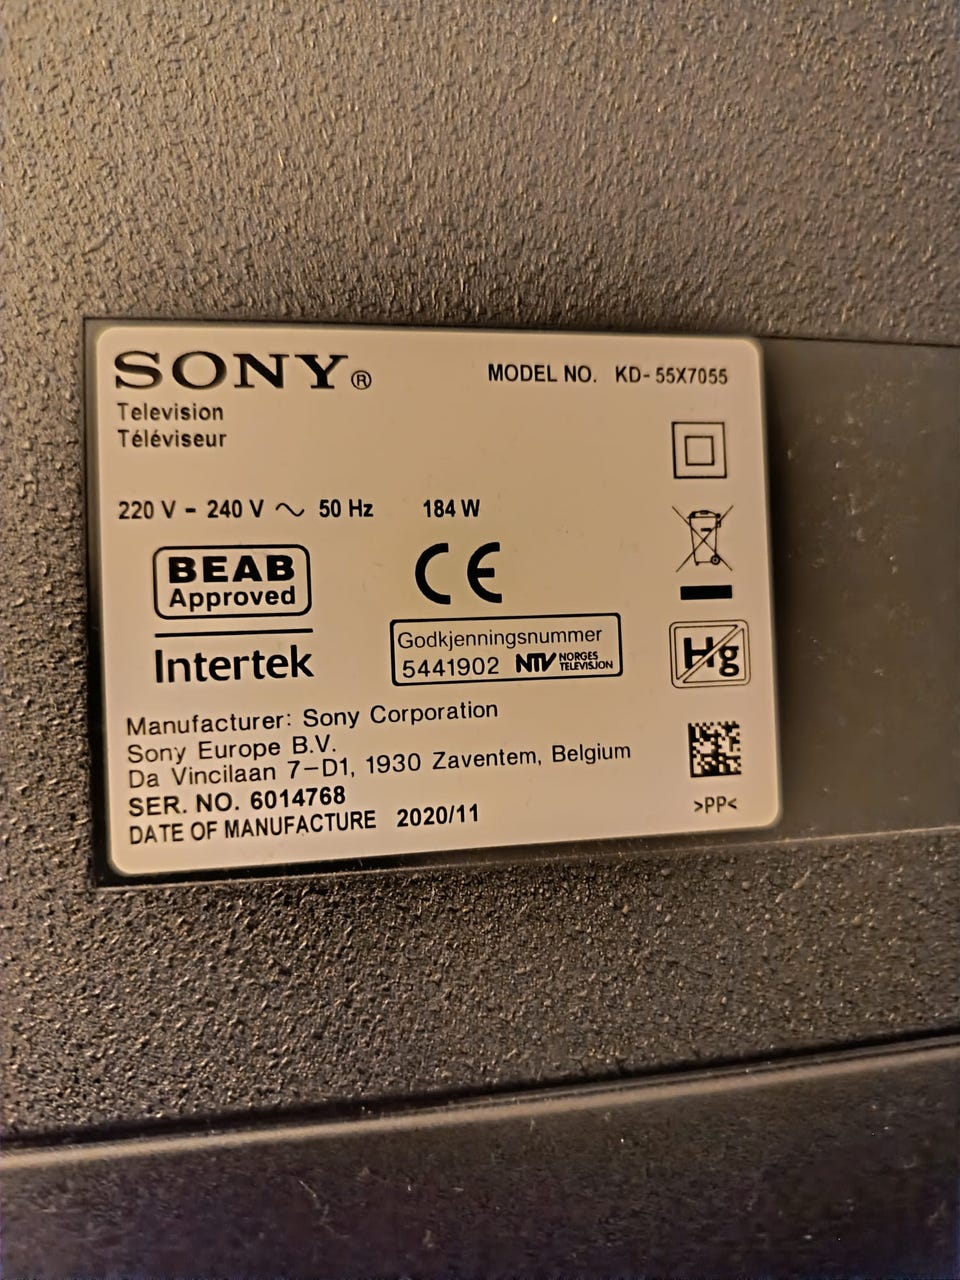 SONY®
MODEL NO. KD-55X7055
Television
Téléviseur
220 V - 240 V ~ 50 Hz 184 W
BEAB
Approved
Intertek
CE
Godkjenningsnummer
5441902 NTV NORGES TELEVISJON
Hg
Manufacturer: Sony Corporation
Sony Europe B.V.
Da Vincilaan 7-D1, 1930 Zaventem, Belgium
SER. NO. 6014768
DATE OF MANUFACTURE 2020/11
>PP<